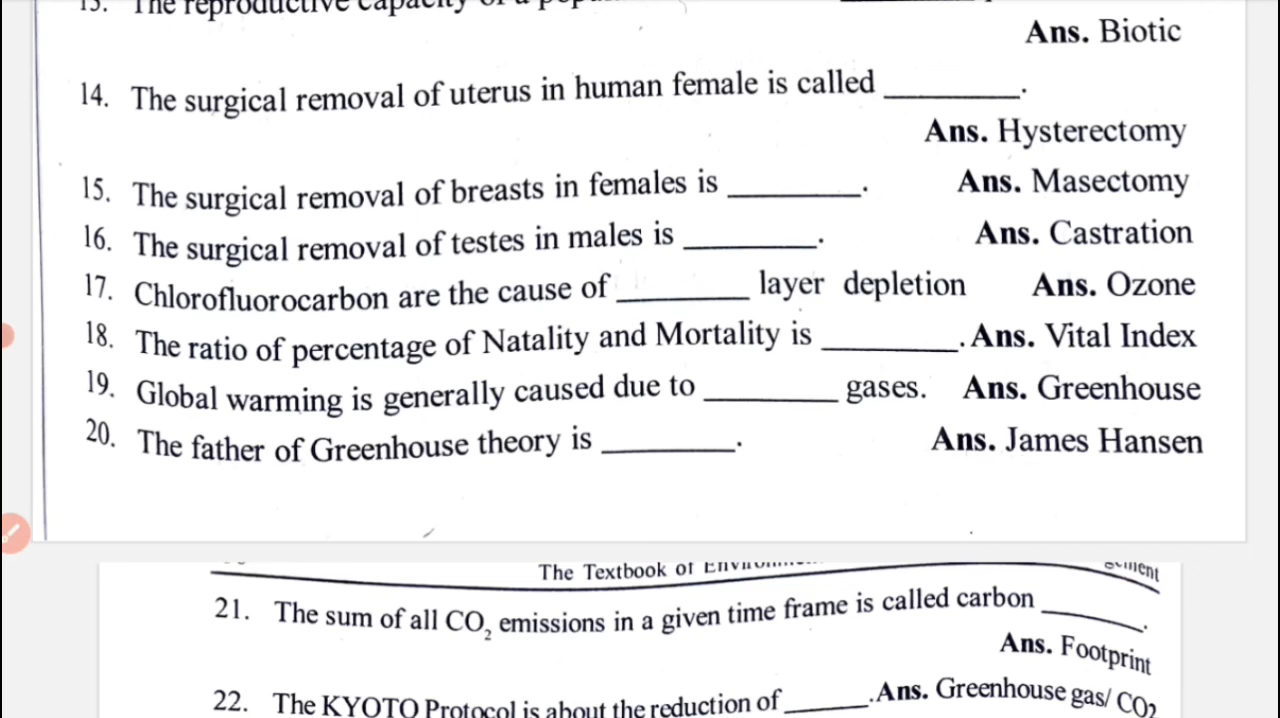 13. The reproductive capacity of a
Ans. Biotic
14. The surgical removal of uterus in human female is called ________.
Ans. Hysterectomy
15. The surgical removal of breasts in females is ________. Ans. Masectomy
16. The surgical removal of testes in males is ________. Ans. Castration
17. Chlorofluorocarbon are the cause of ________ layer depletion Ans. Ozone
18. The ratio of percentage of Natality and Mortality is ________. Ans. Vital Index
19. Global warming is generally caused due to ________ gases. Ans. Greenhouse
20. The father of Greenhouse theory is ________. Ans. James Hansen
The Textbook of
21. The sum of all CO₂ emissions in a given time frame is called carbon ________.
Ans. Footprint
22. The KYOTO Protocol is about the reduction of ________. Ans. Greenhouse gas/ CO₂